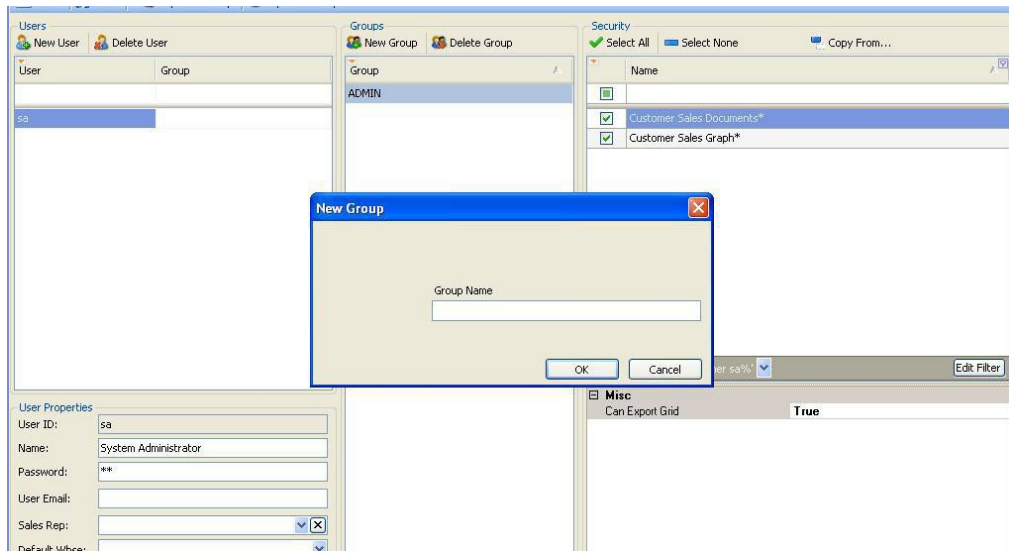 Users
New User
Delete User
User
Group
sa
Groups
New Group
Delete Group
Group
ADMIN
Security
Select All
Select None
Copy From...
Name
Customer Sales Documents*
Customer Sales Graph*
New Group
Group Name
OK
Cancel
sa%'
Edit Filter
Misc
Can Export Grid
True
User Properties
User ID:
sa
Name:
System Administrator
Password:
**
User Email:
Sales Rep:
Default Whse: